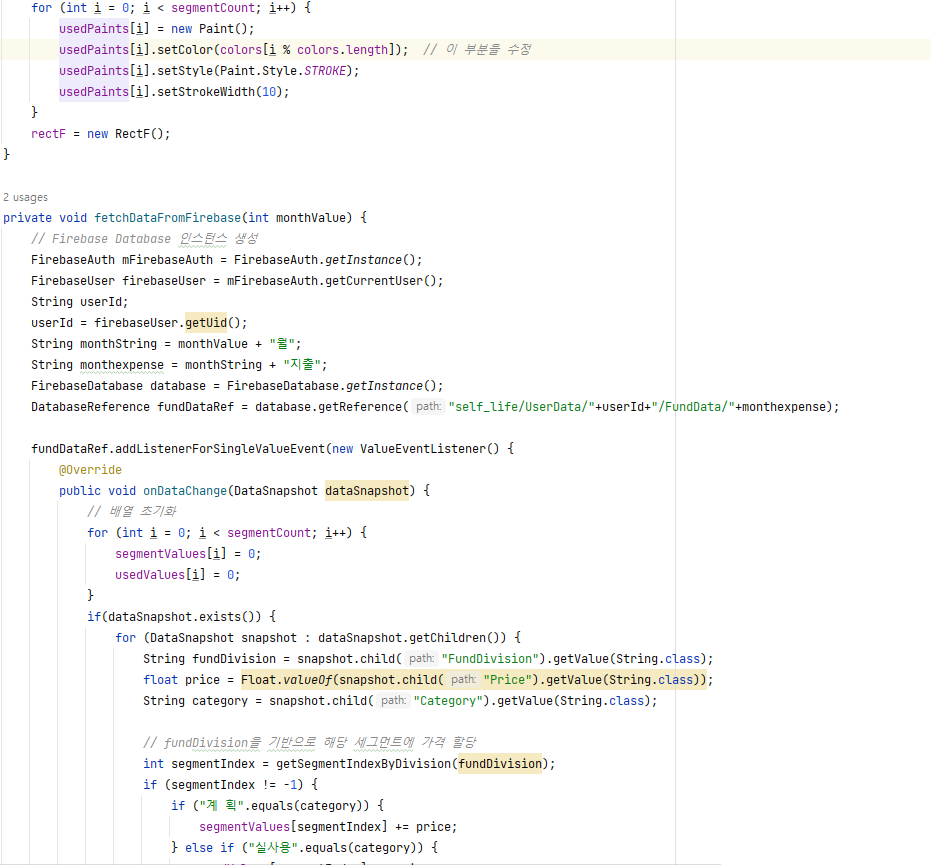 for (int i = 0; i < segmentCount; i++) {
usedPaints[i] = new Paint();
usedPaints[i].setColor(colors[i % colors.length]);  // 이 부분을 수정
usedPaints[i].setStyle(Paint.Style.STROKE);
usedPaints[i].setStrokeWidth(10);
}
rectF = new RectF();
}
2 usages
private void fetchDataFromFirebase(int monthValue) {
// Firebase Database 인스턴스 생성
FirebaseAuth mFirebaseAuth = FirebaseAuth.getInstance();
FirebaseUser firebaseUser = mFirebaseAuth.getCurrentUser();
String userId;
userId = firebaseUser.getUid();
String monthString = monthValue + "월";
String monthexpense = monthString + "지출";
FirebaseDatabase database = FirebaseDatabase.getInstance();
DatabaseReference fundDataRef = database.getReference( path: "self_life/UserData/"+userId+"/FundData/"+monthexpense);
fundDataRef.addListenerForSingleValueEvent(new ValueEventListener() {
@Override
public void onDataChange(DataSnapshot dataSnapshot) {
// 배열 초기화
for (int i = 0; i < segmentCount; i++) {
segmentValues[i] = 0;
usedValues[i] = 0;
}
if(dataSnapshot.exists()) {
for (DataSnapshot snapshot : dataSnapshot.getChildren()) {
String fundDivision = snapshot.child( path: "FundDivision").getValue(String.class);
float price = Float.valueOf(snapshot.child( path: "Price").getValue(String.class));
String category = snapshot.child( path: "Category").getValue(String.class);
// fundDivision을 기반으로 해당 세그먼트에 가격 할당
int segmentIndex = getSegmentIndexByDivision(fundDivision);
if (segmentIndex != -1) {
if ("계 획".equals(category)) {
segmentValues[segmentIndex] += price;
} else if ("실사용".equals(category)) {